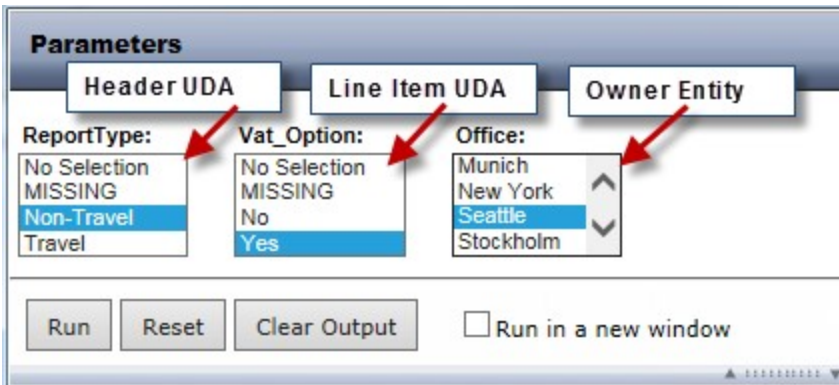 Parameters
Header UDA
Line Item UDA
Owner Entity
ReportType:
No Selection
MISSING
Non-Travel
Travel
Vat_Option:
No Selection
MISSING
No
Yes
Office:
Munich
New York
Seattle
Stockholm
Run
Reset
Clear Output
Run in a new window